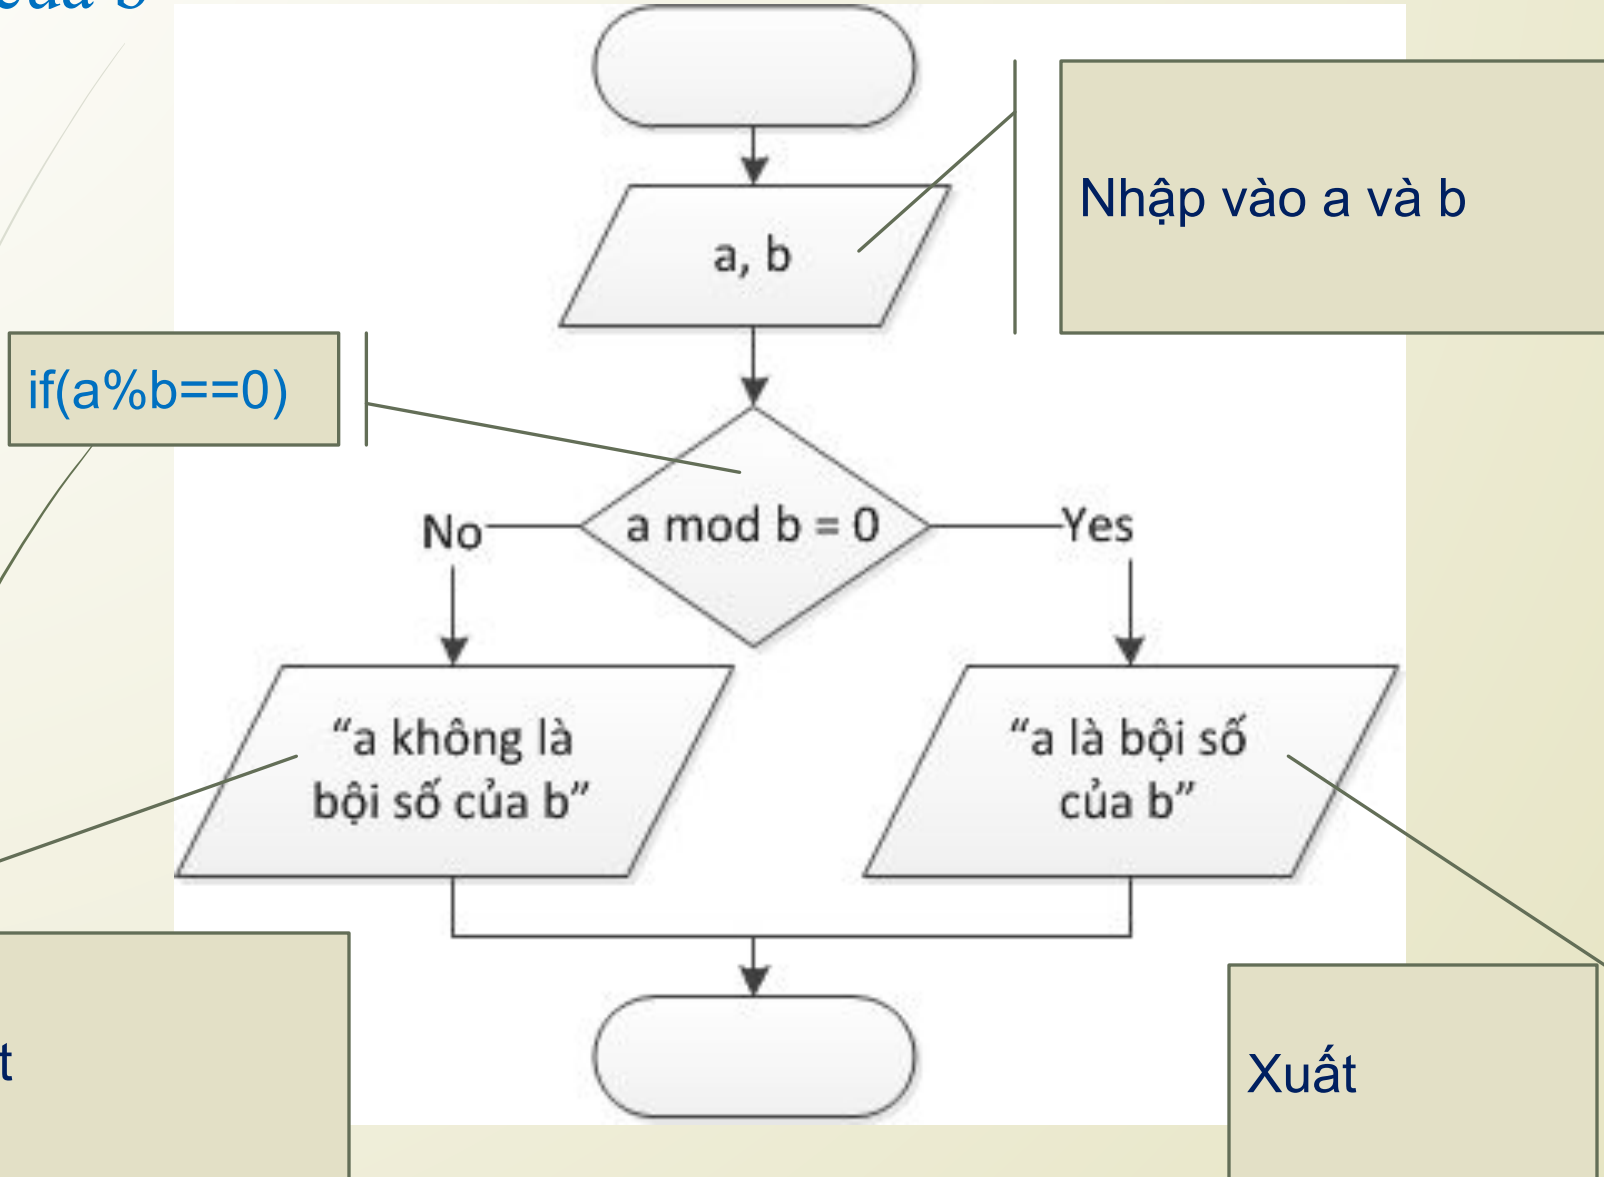 của b
Nhập vào a và b
a, b
if(a%b==0)
a mod b = 0
No
Yes
“a không là
bội số của b”
“a là bội số
của b”
t
Xuất